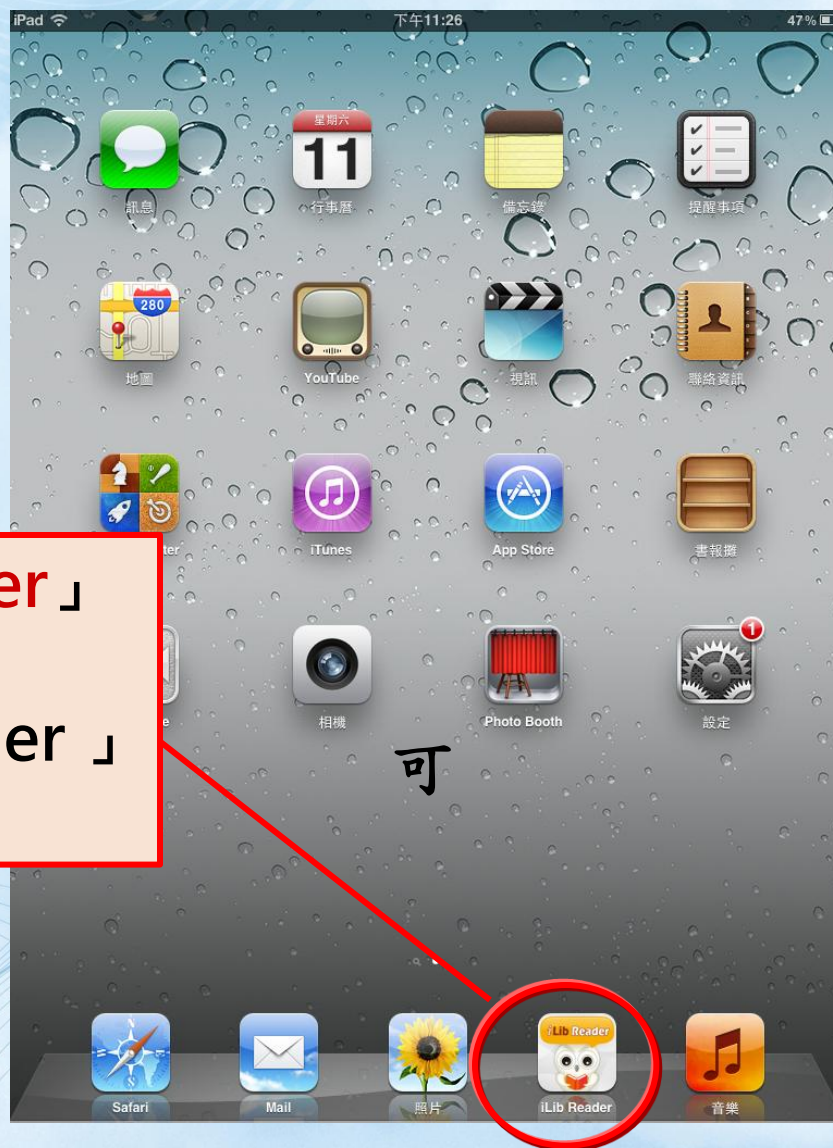 iPad 下午11:26 47%
星期六
11
訊息 行事曆 備忘錄 提醒事項
280
地圖 YouTube 視訊 聯絡資訊
iTunes App Store 書報攤
er」
1
相機 Photo Booth 設定
er 」
可
iLib Reader
Safari Mail 照片 iLib Reader 音樂